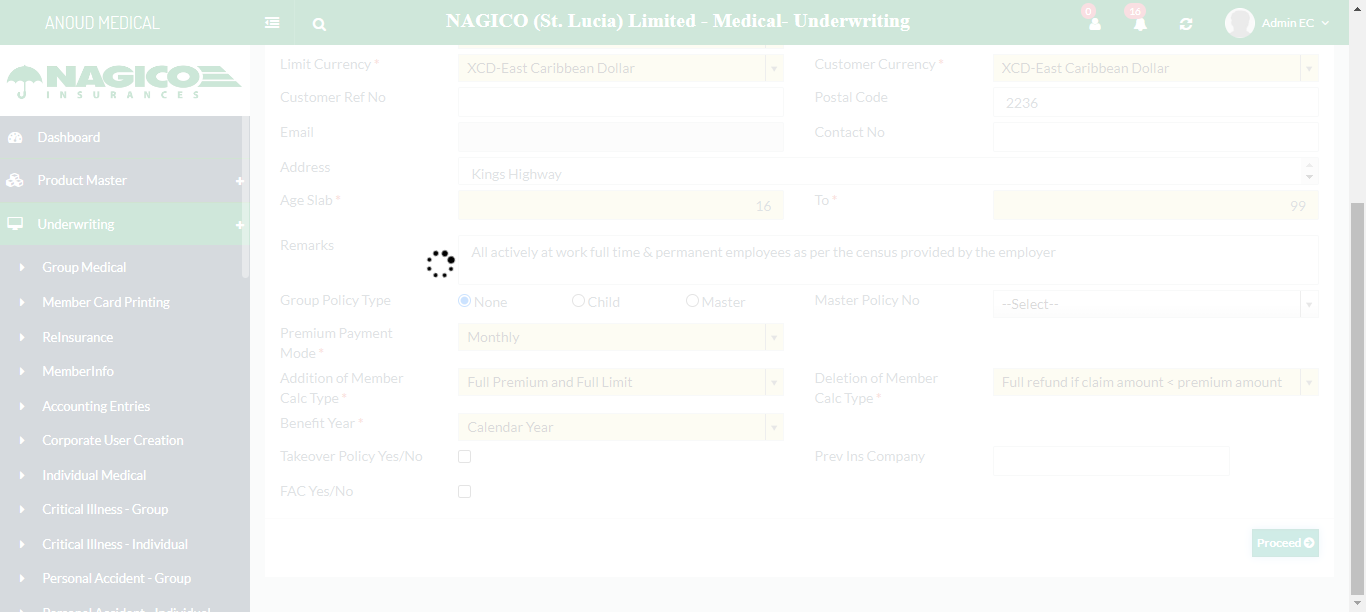 ANOUD MEDICAL
NAGICO (St. Lucia) Limited - Medical- Underwriting
0
16
Admin EC
NAGICO
INSURANCES
Dashboard
Product Master +
Underwriting +
Group Medical
Member Card Printing
ReInsurance
MemberInfo
Accounting Entries
Corporate User Creation
Individual Medical
Critical Illness - Group
Critical Illness - Individual
Personal Accident - Group
Personal Accident - Individual
Limit Currency * XCD-East Caribbean Dollar Customer Currency * XCD-East Caribbean Dollar
Customer Ref No Postal Code 2236
Email Contact No
Address Kings Highway
Age Slab * 16 To * 99
Remarks All actively at work full time & permanent employees as per the census provided by the employer
Group Policy Type None Child Master Master Policy No --Select--
Premium Payment
Mode * Monthly
Addition of Member
Calc Type * Full Premium and Full Limit
Deletion of Member
Calc Type * Full refund if claim amount < premium amount
Benefit Year * Calendar Year
Takeover Policy Yes/No Prev Ins Company
FAC Yes/No
Proceed